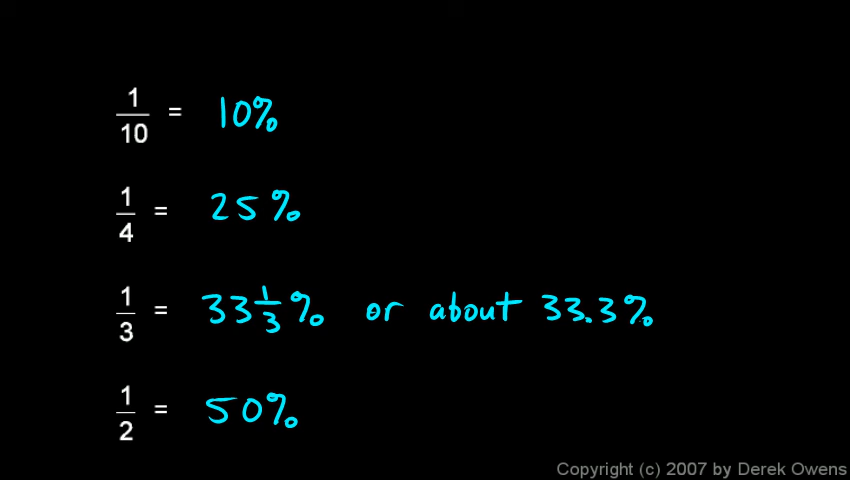 1/10 = 10%
1/4 = 25%
1/3 = 33 1/3 % or about 33.3%
1/2 = 50%
Copyright (c) 2007 by Derek Owens